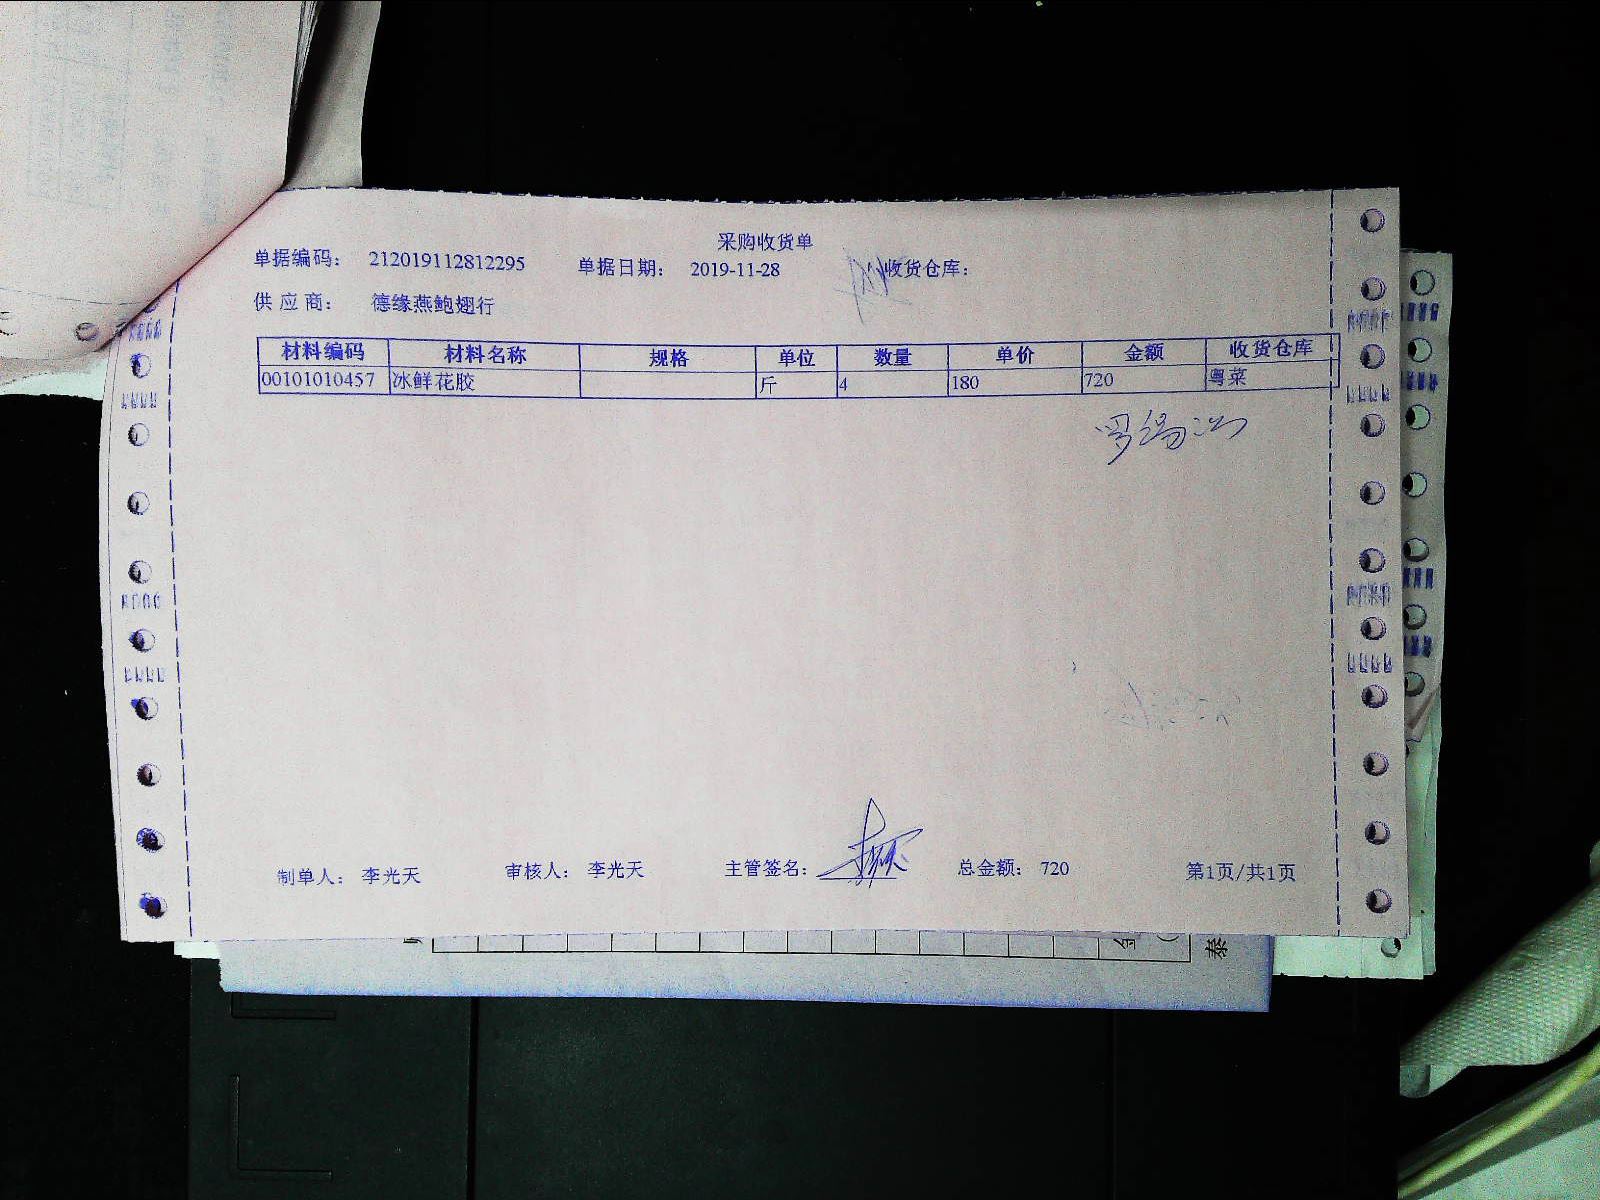 采购收货单
单据编码： 212019112812295 单据日期： 2019-11-28 收货仓库：
供 应 商： 德缘燕鲍翅行
材料编码 材料名称 规格 单位 数量 单价 金额 收货仓库
00101010457 冰鲜花胶 斤 4 180 720 粤菜
制单人： 李光天 审核人： 李光天 主管签名： 总金额： 720 第1页/共1页